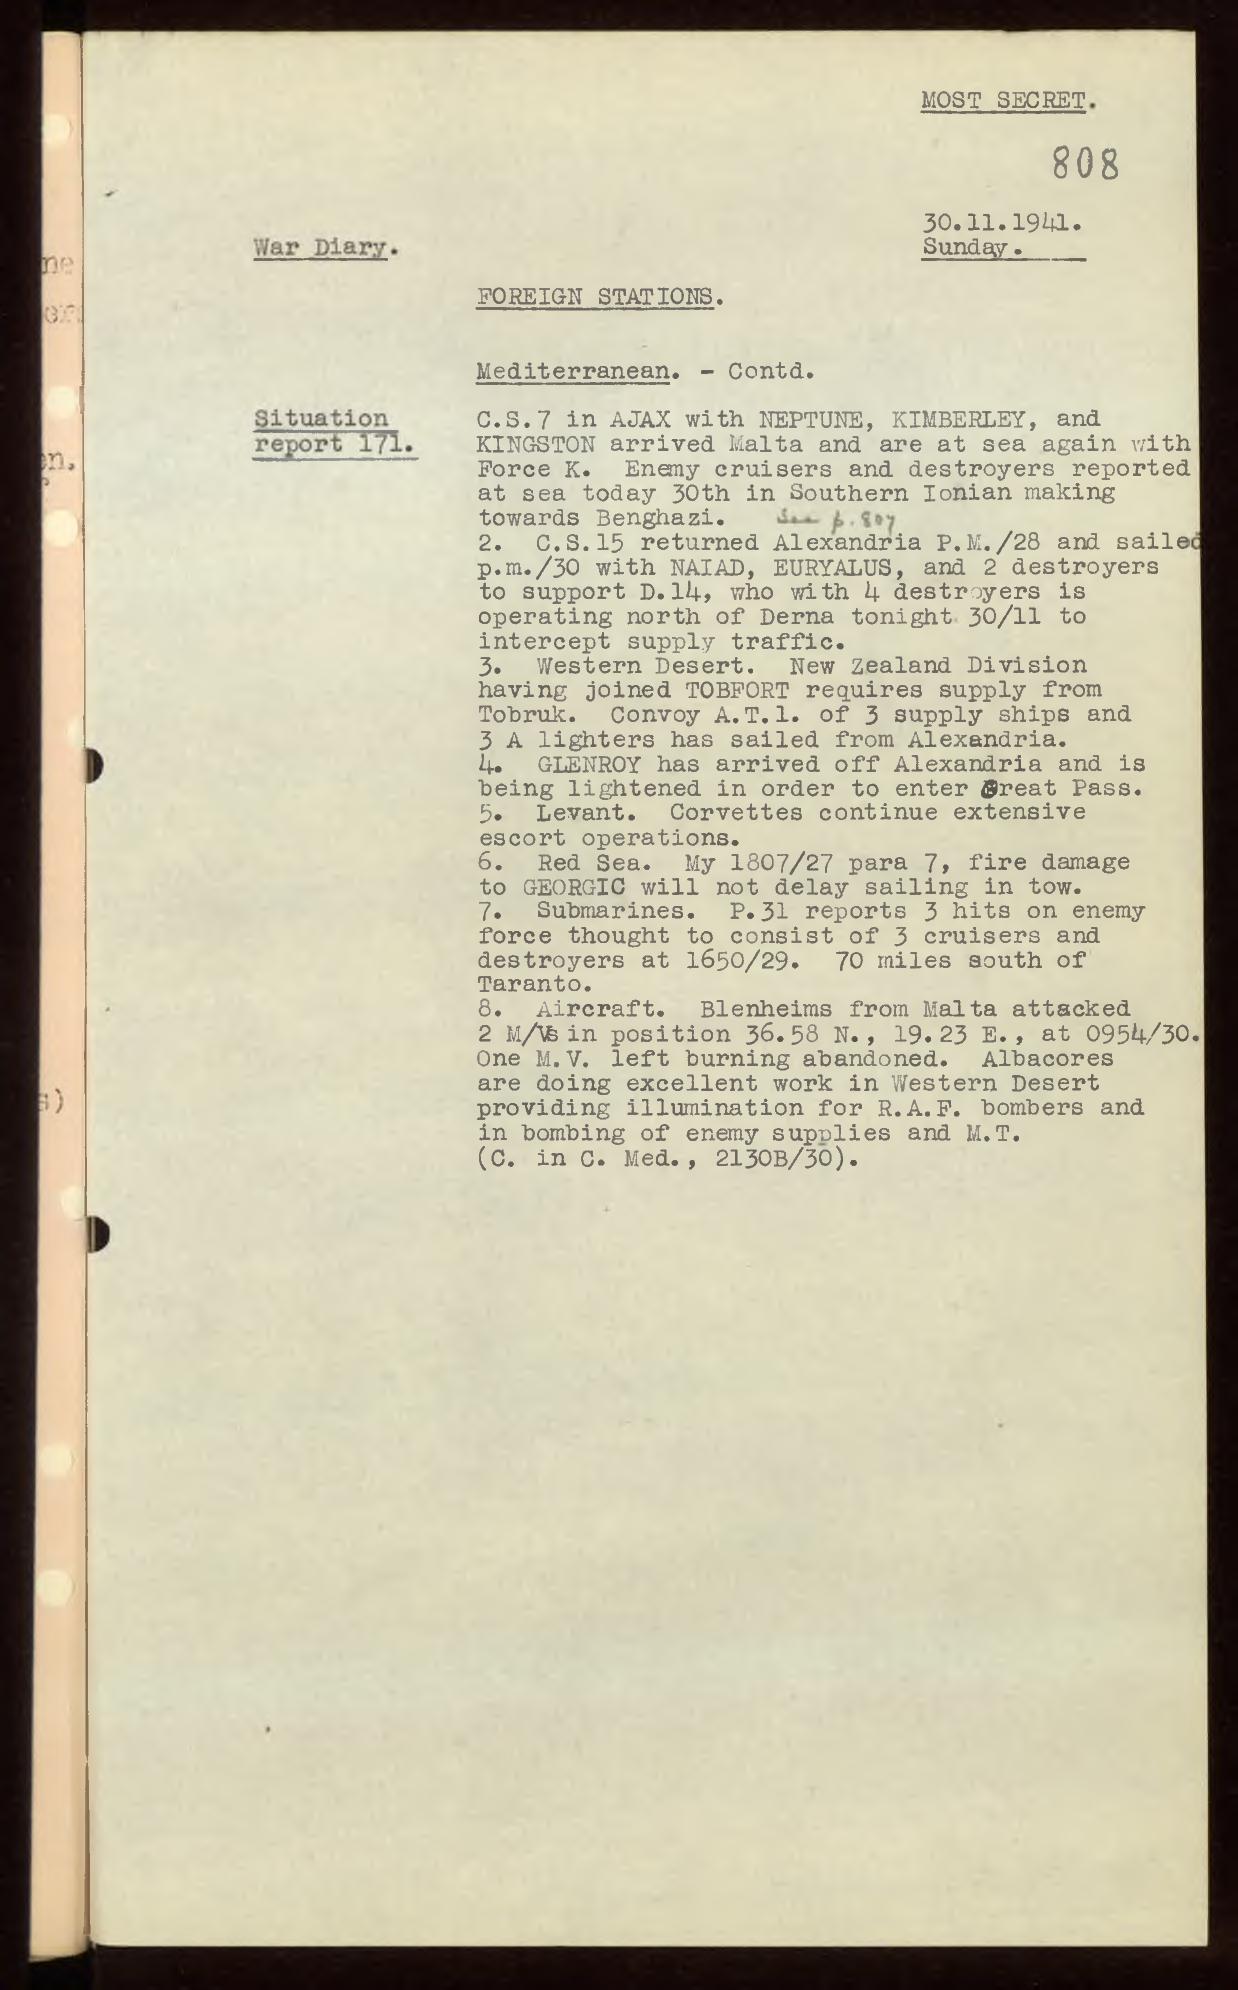 MOST SECRET.
808
30.11.1941.
War Diary.
Sunday.
FOREIGN STATIONS.
Mediterranean. - Contd.
Situation
report 171.
C.S.7 in AJAX with NEPTUNE, KIMBERLEY, and
KINGSTON arrived Malta and are at sea again with
Force K. Enemy cruisers and destroyers reported
at sea today 30th in Southern Ionian making
towards Benghazi. See p. 807
2. C.S.15 returned Alexandria P.M./28 and sailed
p.m./30 with NAIAD, EURYALUS, and 2 destroyers
to support D.14, who with 4 destroyers is
operating north of Derna tonight 30/11 to
intercept supply traffic.
3. Western Desert. New Zealand Division
having joined TOBFORT requires supply from
Tobruk. Convoy A.T.1. of 3 supply ships and
3 A lighters has sailed from Alexandria.
4. GLENROY has arrived off Alexandria and is
being lightened in order to enter Great Pass.
5. Levant. Corvettes continue extensive
escort operations.
6. Red Sea. My 1807/27 para 7, fire damage
to GEORGIC will not delay sailing in tow.
7. Submarines. P.31 reports 3 hits on enemy
force thought to consist of 3 cruisers and
destroyers at 1650/29. 70 miles south of
Taranto.
8. Aircraft. Blenheims from Malta attacked
2 M/Vs in position 36.58 N., 19.23 E., at 0954/30.
One M.V. left burning abandoned. Albacores
are doing excellent work in Western Desert
providing illumination for R.A.F. bombers and
in bombing of enemy supplies and M.T.
(C. in C. Med., 2130B/30).